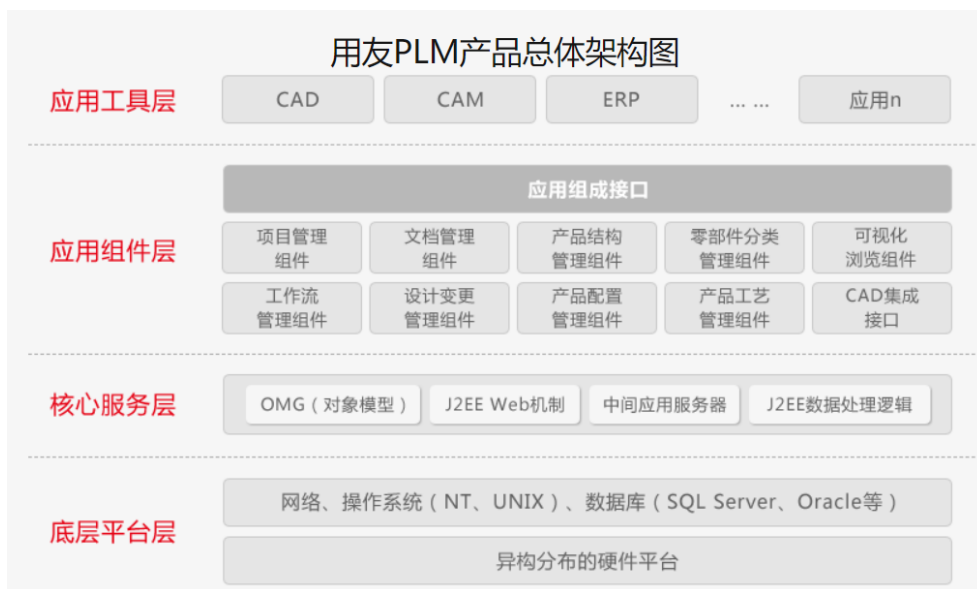 用友PLM产品总体架构图
应用工具层
CAD
CAM
ERP
... ...
应用n
应用组件层
应用组成接口
项目管理
组件
文档管理
组件
产品结构
管理组件
零部件分类
管理组件
可视化
浏览组件
工作流
管理组件
设计变更
管理组件
产品配置
管理组件
产品工艺
管理组件
CAD集成
接口
核心服务层
OMG（对象模型）
J2EE Web机制
中间应用服务器
J2EE数据处理逻辑
底层平台层
网络、操作系统（NT、UNIX）、数据库（SQL Server、Oracle等）
异构分布的硬件平台